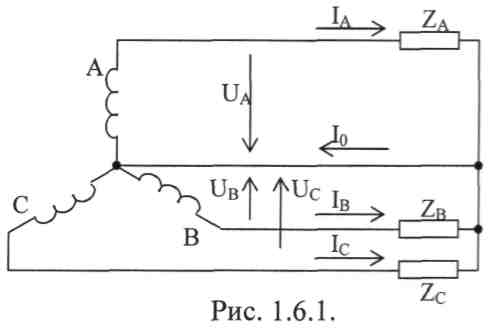 I_A Z_A
A
U_A
I_0
C U_B U_C I_B Z_B
B
I_C
Z_C
Рис. 1.6.1.